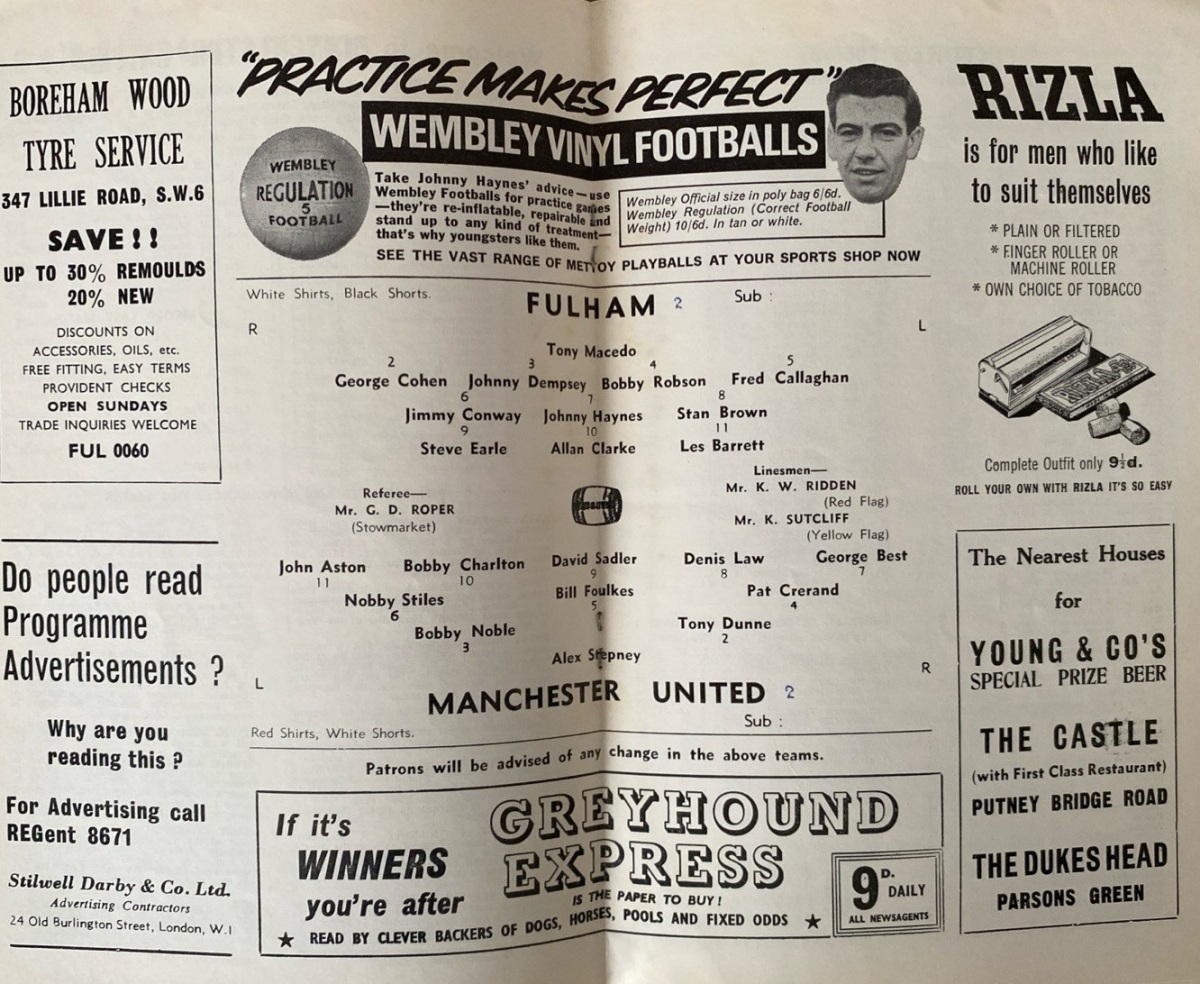 BOREHAM WOOD
TYRE SERVICE
347 LILLIE ROAD, S.W.6
SAVE ! !
UP TO 30% REMOULDS
20% NEW
DISCOUNTS ON
ACCESSORIES, OILS, etc.
FREE FITTING, EASY TERMS
PROVIDENT CHECKS
OPEN SUNDAYS
TRADE INQUIRIES WELCOME
FUL 0060
Do people read
Programme
Advertisements ?
Why are you
reading this ?
For Advertising call
REGent 8671
Stilwell Darby & Co. Ltd.
Advertising Contractors
24 Old Burlington Street, London, W.1
"PRACTICE MAKES PERFECT"
WEMBLEY VINYL FOOTBALLS
WEMBLEY
REGULATION
5
FOOTBALL
Take Johnny Haynes' advice—use
Wembley Footballs for practice games
—they're re-inflatable, repairable and
stand up to any kind of treatment—
that's why youngsters like them.
Wembley Official size in poly bag 6/6d.
Wembley Regulation (Correct Football
Weight) 10/6d. In tan or white.
SEE THE VAST RANGE OF METTOY PLAYBALLS AT YOUR SPORTS SHOP NOW
White Shirts, Black Shorts.
FULHAM 2
Sub :
R
L
Tony Macedo
2 3 4 5
George Cohen Johnny Dempsey Bobby Robson Fred Callaghan
6 7 8
Jimmy Conway Johnny Haynes Stan Brown
9 10 11
Steve Earle Allan Clarke Les Barrett
Referee—
Mr. G. D. ROPER
(Stowmarket)
Linesmen—
Mr. K. W. RIDDEN
(Red Flag)
Mr. K. SUTCLIFF
(Yellow Flag)
John Aston Bobby Charlton David Sadler Denis Law George Best
11 10 9 8 7
Nobby Stiles Bill Foulkes Pat Crerand
6 5 4
Bobby Noble Tony Dunne
3 2
Alex Stepney
L
R
MANCHESTER UNITED 2
Sub :
Red Shirts, White Shorts.
Patrons will be advised of any change in the above teams.
If it's
WINNERS
you're after
GREYHOUND
EXPRESS
IS THE PAPER TO BUY !
★ READ BY CLEVER BACKERS OF DOGS, HORSES, POOLS AND FIXED ODDS ★
9D. DAILY
ALL NEWSAGENTS
RIZLA
is for men who like
to suit themselves
* PLAIN OR FILTERED
* FINGER ROLLER OR
MACHINE ROLLER
* OWN CHOICE OF TOBACCO
Complete Outfit only 9½d.
ROLL YOUR OWN WITH RIZLA IT'S SO EASY
The Nearest Houses
for
YOUNG & CO'S
SPECIAL PRIZE BEER
THE CASTLE
(with First Class Restaurant)
PUTNEY BRIDGE ROAD
THE DUKES HEAD
PARSONS GREEN